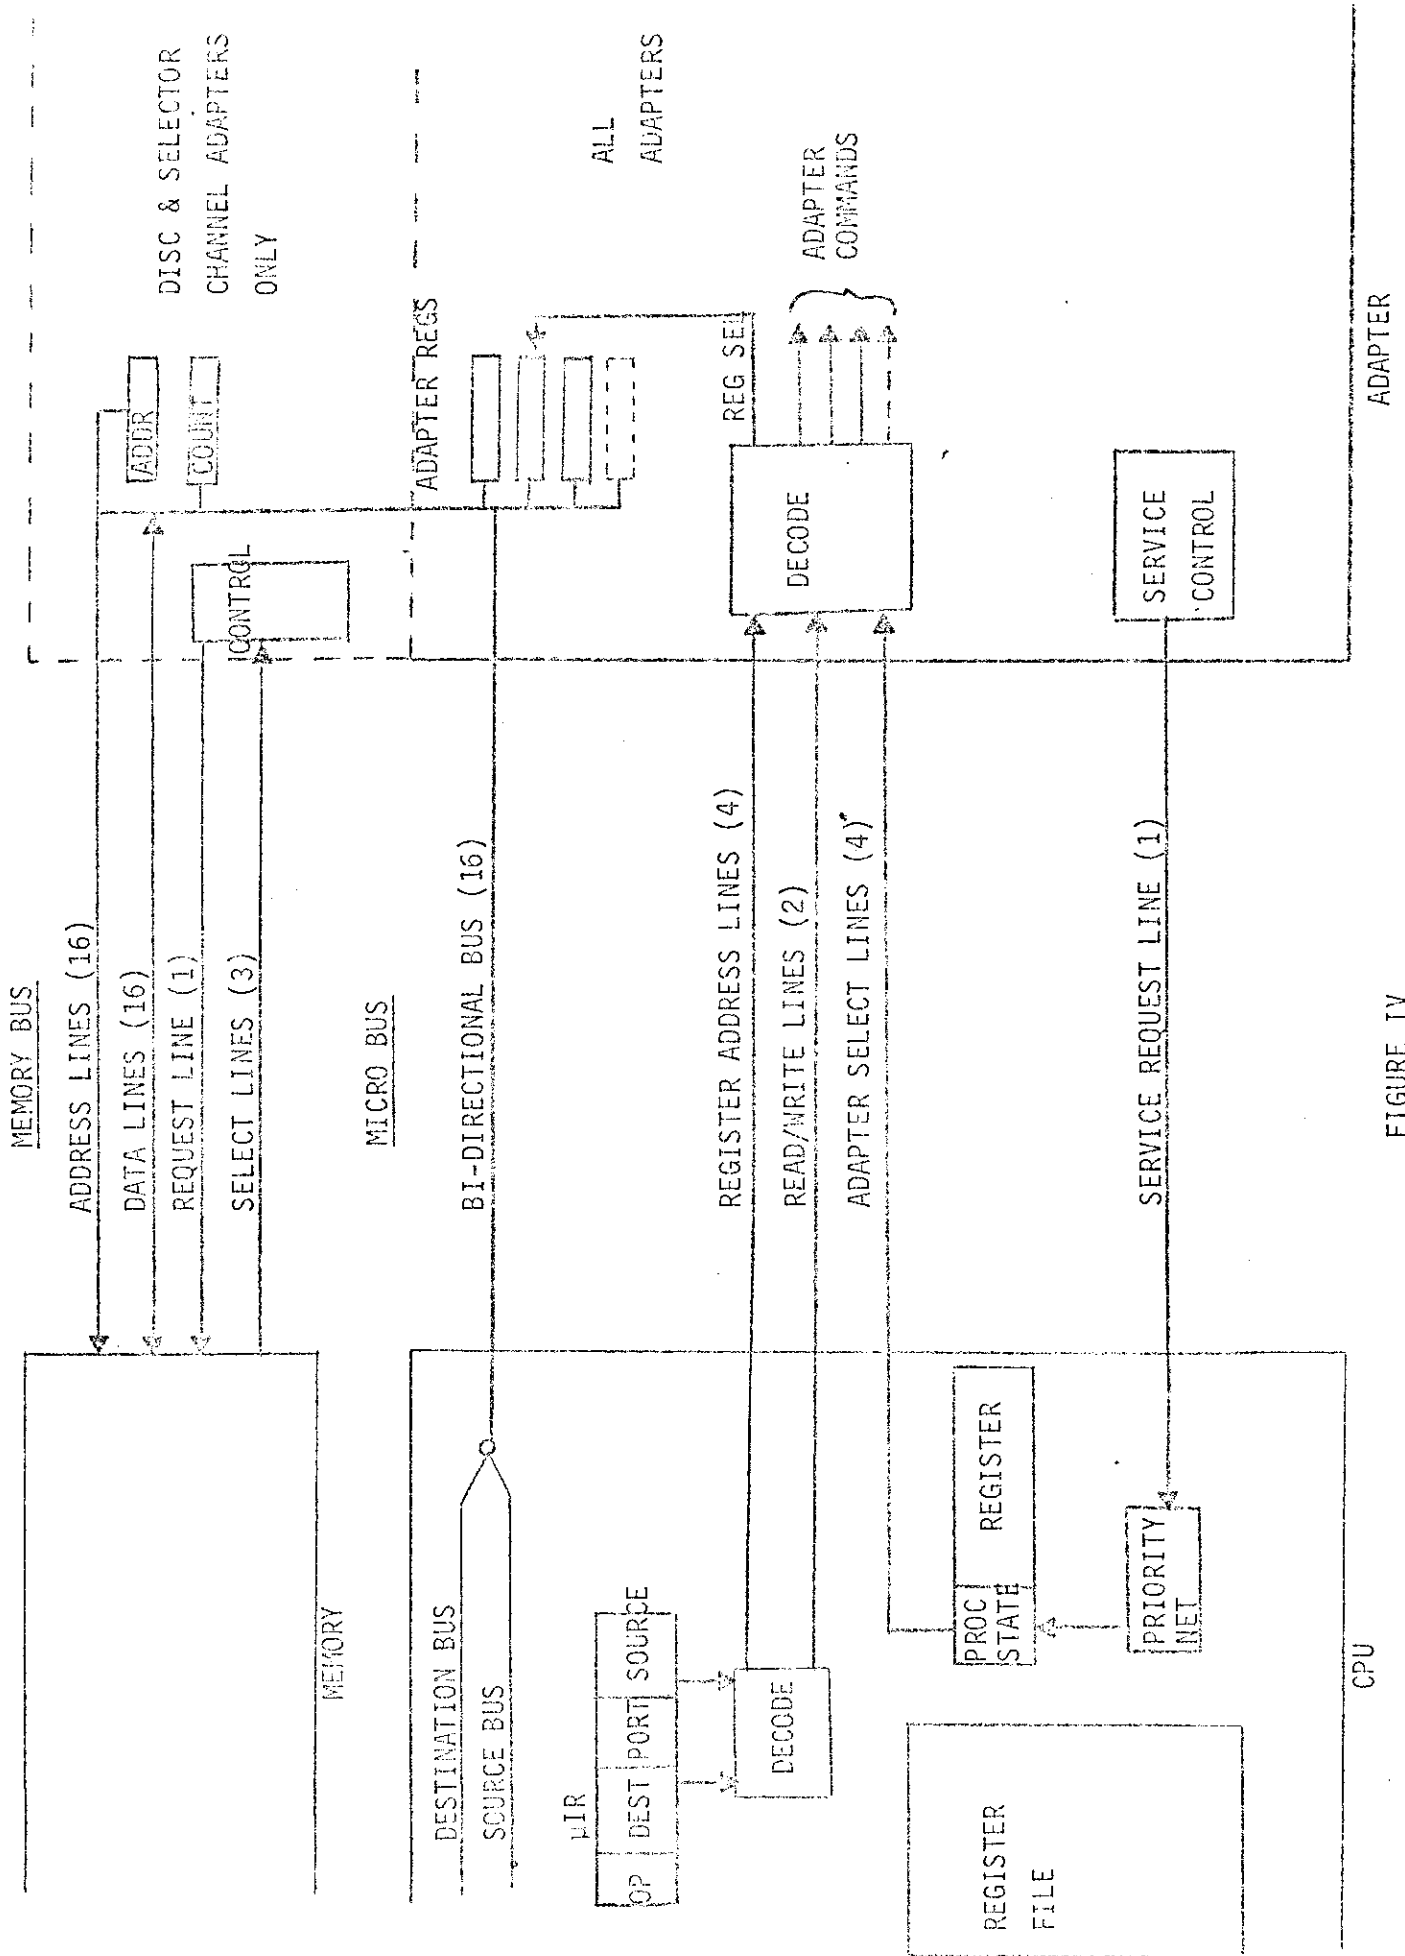 MEMORY BUS
ADDRESS LINES (16)
DATA LINES (16)
REQUEST LINE (1)
SELECT LINES (3)
MEMORY
ADDR
COUNT
CONTROL
DISC & SELECTOR
CHANNEL ADAPTERS
ONLY
MICRO BUS
DESTINATION BUS
SOURCE BUS
BI-DIRECTIONAL BUS (16)
ADAPTER REGS
ALL
ADAPTERS
µIR
OP
DEST
PORT
SOURCE
DECODE
REGISTER ADDRESS LINES (4)
READ/WRITE LINES (2)
ADAPTER SELECT LINES (4)
DECODE
REG SEL
ADAPTER
COMMANDS
REGISTER
FILE
PROC
STATE
REGISTER
PRIORITY
NET
SERVICE REQUEST LINE (1)
SERVICE
CONTROL
CPU
ADAPTER
FIGURE IV